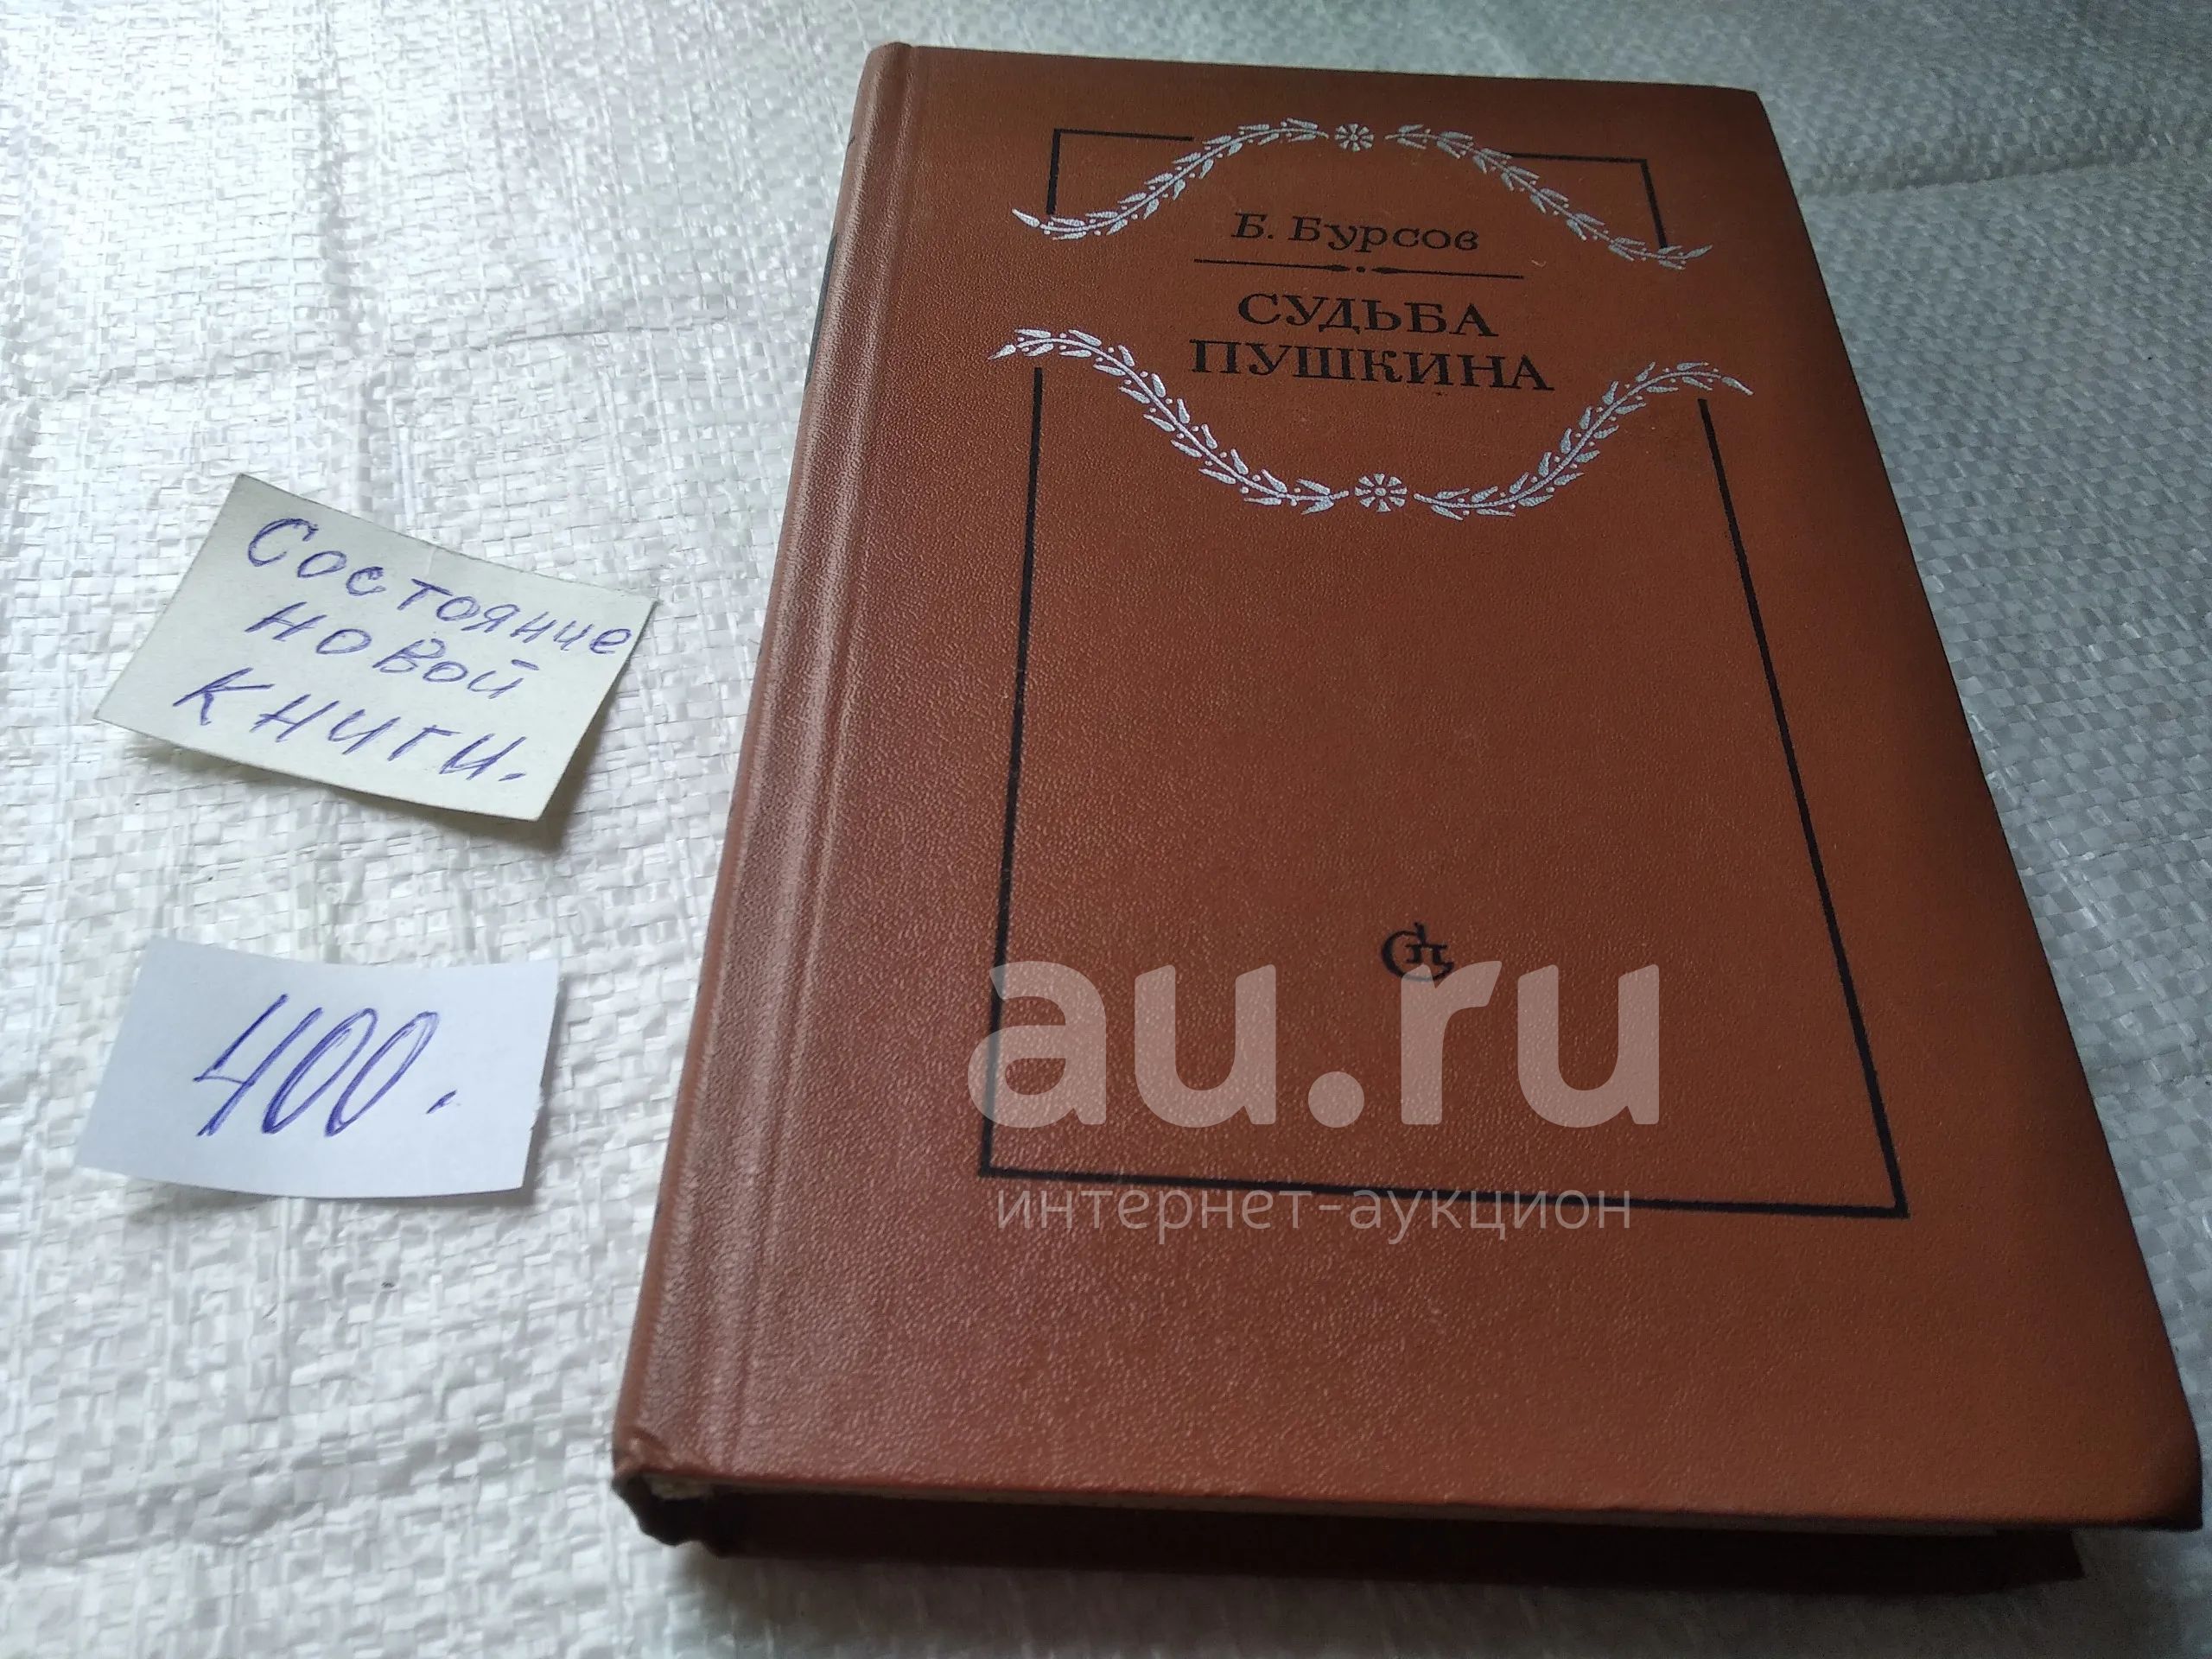 Б. Бурсов
СУДЬБА
ПУШКИНА
Состояние
новой
книги.
400.
au.ru
интернет-аукцион